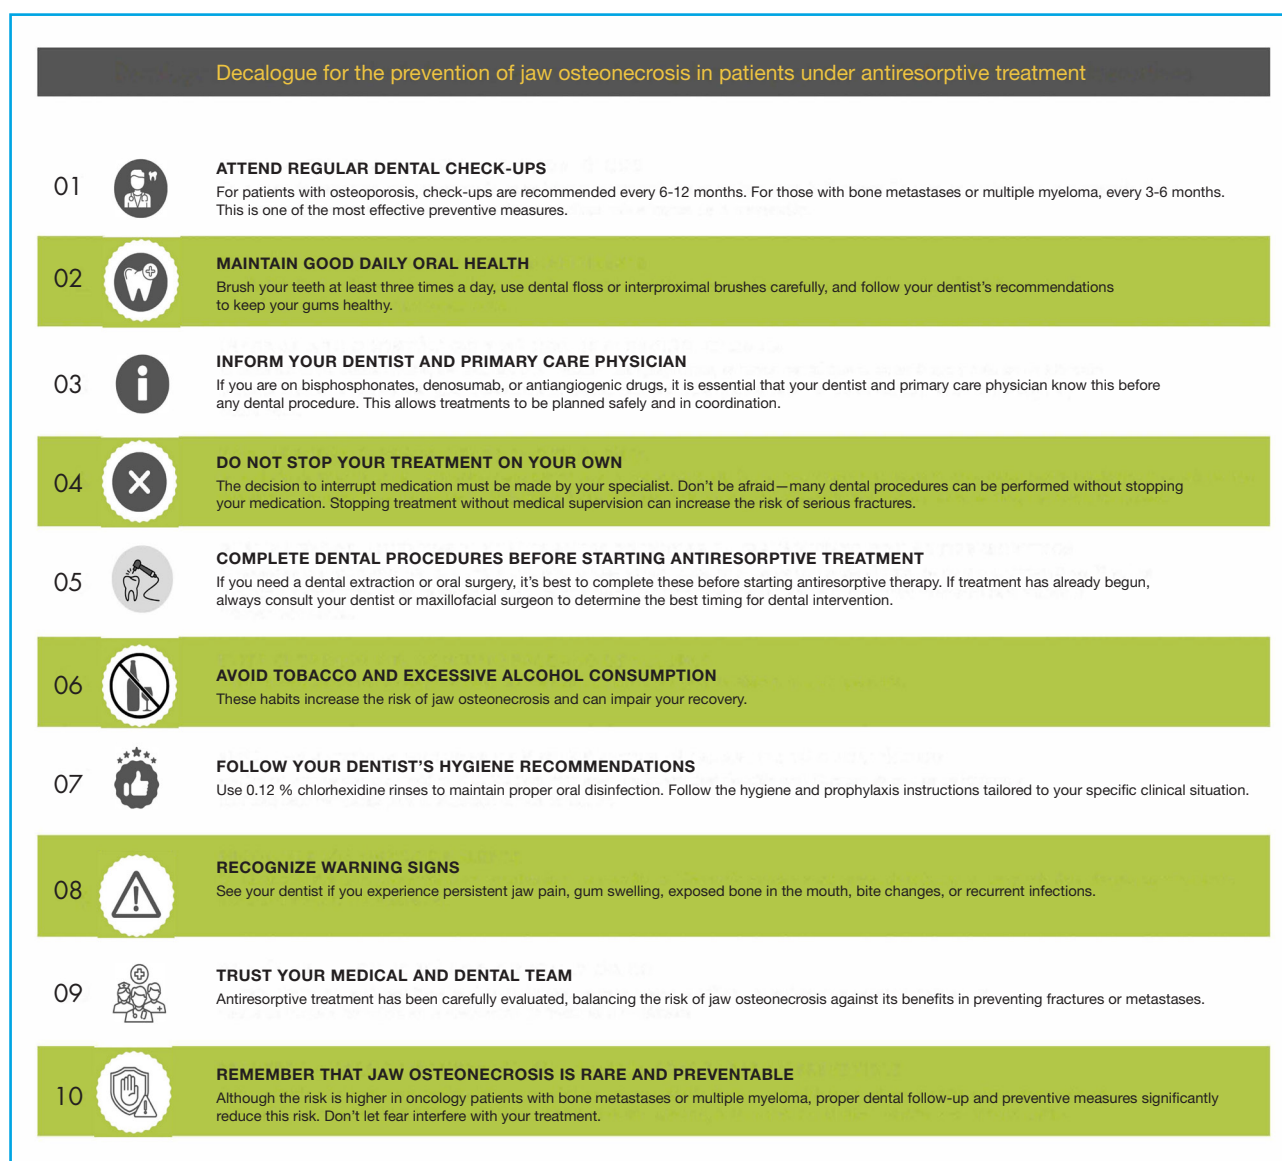 Decalogue for the prevention of jaw osteonecrosis in patients under antiresorptive treatment
01
ATTEND REGULAR DENTAL CHECK-UPS
For patients with osteoporosis, check-ups are recommended every 6-12 months. For those with bone metastases or multiple myeloma, every 3-6 months.
This is one of the most effective preventive measures.
02
MAINTAIN GOOD DAILY ORAL HEALTH
Brush your teeth at least three times a day, use dental floss or interproximal brushes carefully, and follow your dentist's recommendations
to keep your gums healthy.
03
INFORM YOUR DENTIST AND PRIMARY CARE PHYSICIAN
If you are on bisphosphonates, denosumab, or antiangiogenic drugs, it is essential that your dentist and primary care physician know this before
any dental procedure. This allows treatments to be planned safely and in coordination.
04
DO NOT STOP YOUR TREATMENT ON YOUR OWN
The decision to interrupt medication must be made by your specialist. Don't be afraid—many dental procedures can be performed without stopping
your medication. Stopping treatment without medical supervision can increase the risk of serious fractures.
05
COMPLETE DENTAL PROCEDURES BEFORE STARTING ANTIRESORPTIVE TREATMENT
If you need a dental extraction or oral surgery, it's best to complete these before starting antiresorptive therapy. If treatment has already begun,
always consult your dentist or maxillofacial surgeon to determine the best timing for dental intervention.
06
AVOID TOBACCO AND EXCESSIVE ALCOHOL CONSUMPTION
These habits increase the risk of jaw osteonecrosis and can impair your recovery.
07
FOLLOW YOUR DENTIST'S HYGIENE RECOMMENDATIONS
Use 0.12 % chlorhexidine rinses to maintain proper oral disinfection. Follow the hygiene and prophylaxis instructions tailored to your specific clinical situation.
08
RECOGNIZE WARNING SIGNS
See your dentist if you experience persistent jaw pain, gum swelling, exposed bone in the mouth, bite changes, or recurrent infections.
09
TRUST YOUR MEDICAL AND DENTAL TEAM
Antiresorptive treatment has been carefully evaluated, balancing the risk of jaw osteonecrosis against its benefits in preventing fractures or metastases.
10
REMEMBER THAT JAW OSTEONECROSIS IS RARE AND PREVENTABLE
Although the risk is higher in oncology patients with bone metastases or multiple myeloma, proper dental follow-up and preventive measures significantly
reduce this risk. Don't let fear interfere with your treatment.